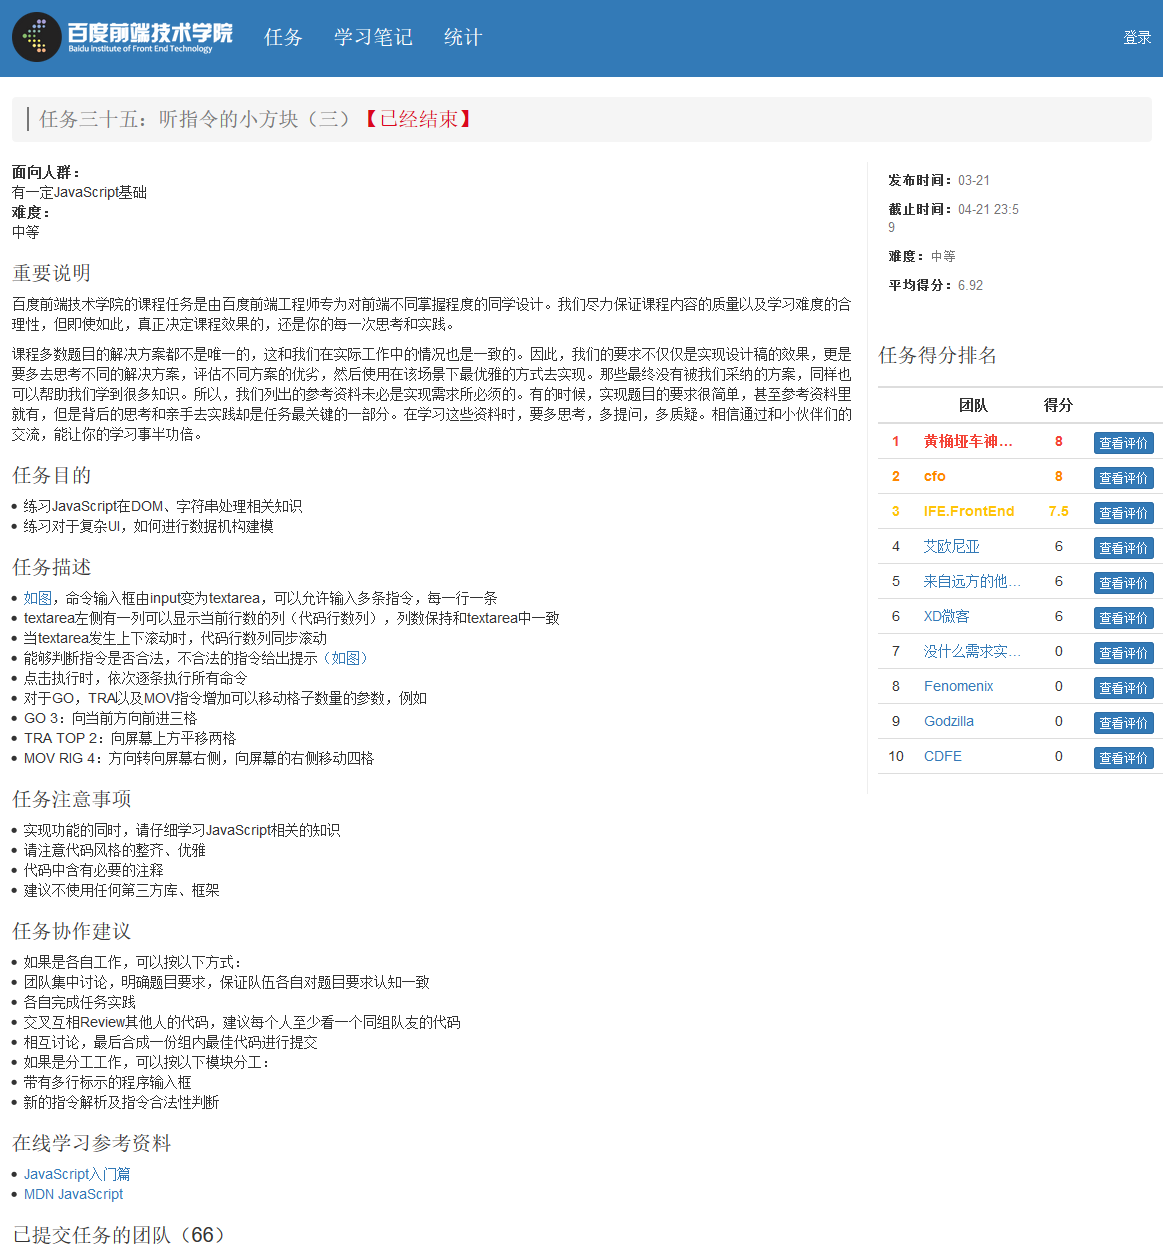 百度前端技术学院
Baidu Institute of Front End Technology
任务 学习笔记 统计
登录
任务三十五：听指令的小方块（三）【已经结束】
面向人群：
有一定JavaScript基础
难度：
中等
重要说明
百度前端技术学院的课程任务是由百度前端工程师专为对前端不同掌握程度的同学设计。我们尽力保证课程内容的质量以及学习难度的合
理性，但即使如此，真正决定课程效果的，还是你的每一次思考和实践。
课程多数题目的解决方案都不是唯一的，这和我们在实际工作中的情况也是一致的。因此，我们的要求不仅仅是实现设计稿的效果，更是
要多去思考不同的解决方案，评估不同方案的优劣，然后使用在该场景下最优雅的方式去实现。那些最终没有被我们采纳的方案，同样也
可以帮助我们学到很多知识。所以，我们列出的参考资料未必是实现需求所必须的。有的时候，实现题目的要求很简单，甚至参考资料里
就有，但是背后的思考和亲手去实践却是任务最关键的一部分。在学习这些资料时，要多思考，多提问，多质疑。相信通过和小伙伴们的
交流，能让你的学习事半功倍。
任务目的
练习JavaScript在DOM、字符串处理相关知识
练习对于复杂UI，如何进行数据机构建模
任务描述
如图，命令输入框由input变为textarea，可以允许输入多条指令，每一行一条
textarea左侧有一列可以显示当前行数的列（代码行数列），列数保持和textarea中一致
当textarea发生上下滚动时，代码行数列同步滚动
能够判断指令是否合法，不合法的指令给出提示（如图）
点击执行时，依次逐条执行所有命令
对于GO，TRA以及MOV指令增加可以移动格子数量的参数，例如
GO 3：向当前方向前进三格
TRA TOP 2：向屏幕上方平移两格
MOV RIG 4：方向转向屏幕右侧，向屏幕的右侧移动四格
任务注意事项
实现功能的同时，请仔细学习JavaScript相关的知识
请注意代码风格的整齐、优雅
代码中含有必要的注释
建议不使用任何第三方库、框架
任务协作建议
如果是各自工作，可以按以下方式：
团队集中讨论，明确题目要求，保证队伍各自对题目要求认知一致
各自完成任务实践
交叉互相Review其他人的代码，建议每个人至少看一个同组队友的代码
相互讨论，最后合成一份组内最佳代码进行提交
如果是分工工作，可以按以下模块分工：
带有多行标示的程序输入框
新的指令解析及指令合法性判断
在线学习参考资料
JavaScript入门篇
MDN JavaScript
已提交任务的团队（66）
发布时间：03-21
截止时间：04-21 23:5
9
难度：中等
平均得分：6.92
任务得分排名
团队 得分
1 黄桷垭车神... 8 查看评价
2 cfo 8 查看评价
3 IFE.FrontEnd 7.5 查看评价
4 艾欧尼亚 6 查看评价
5 来自远方的他... 6 查看评价
6 XD微客 6 查看评价
7 没什么需求实... 0 查看评价
8 Fenomenix 0 查看评价
9 Godzilla 0 查看评价
10 CDFE 0 查看评价